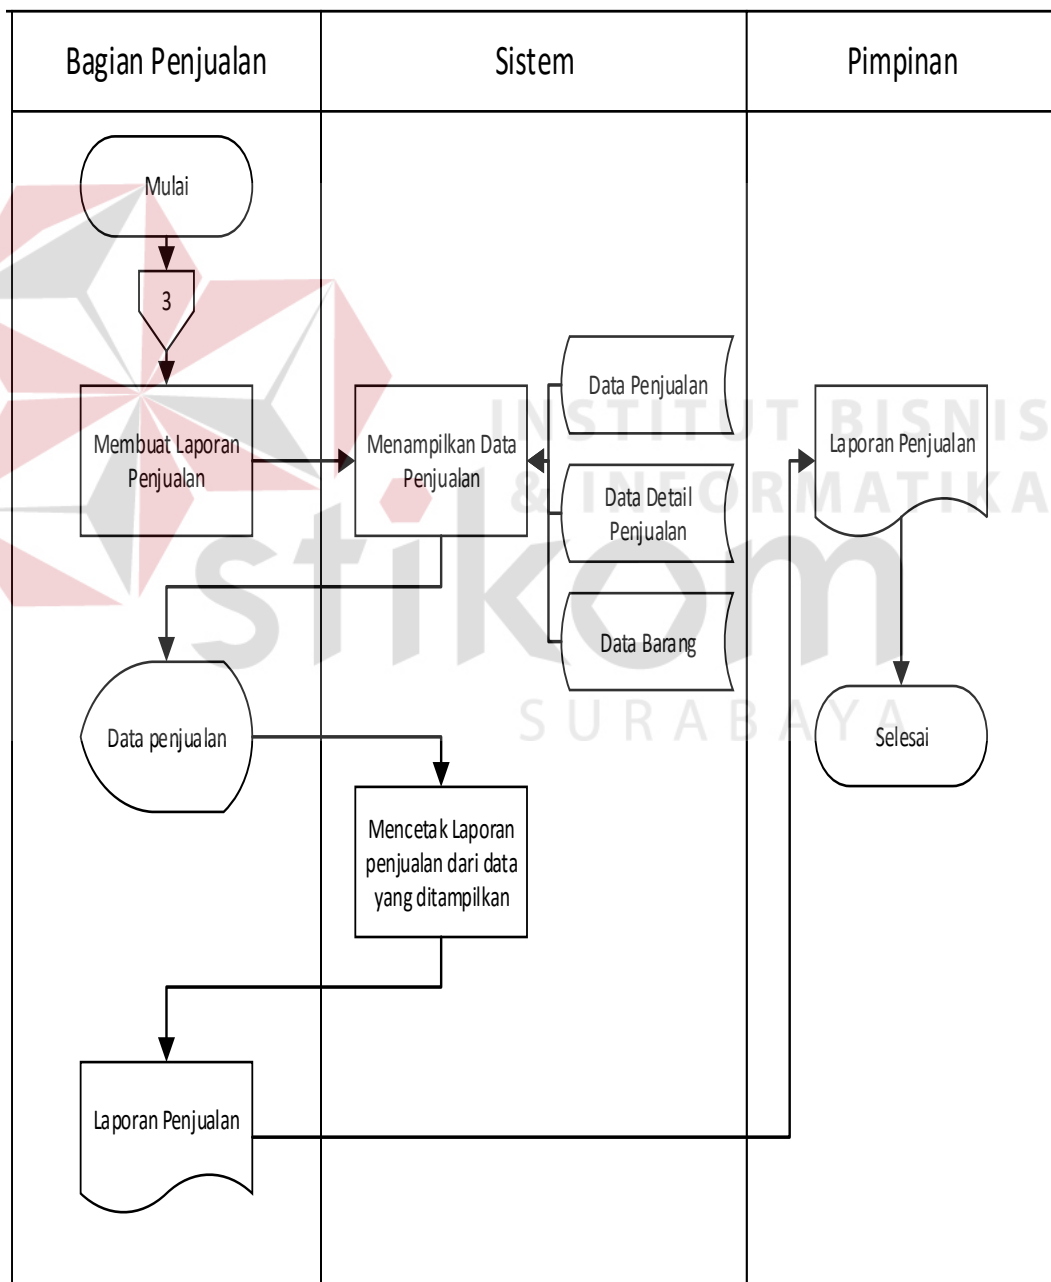 Bagian Penjualan
Sistem
Pimpinan
Mulai
3
Membuat Laporan
Penjualan
Menampilkan Data
Penjualan
Data Penjualan
Data Detail
Penjualan
Data Barang
Laporan Penjualan
Selesai
Data penjualan
Mencetak Laporan
penjualan dari data
yang ditampilkan
Laporan Penjualan
INSTITUT BISNIS
& INFORMATIKA
stikom
SURABAYA